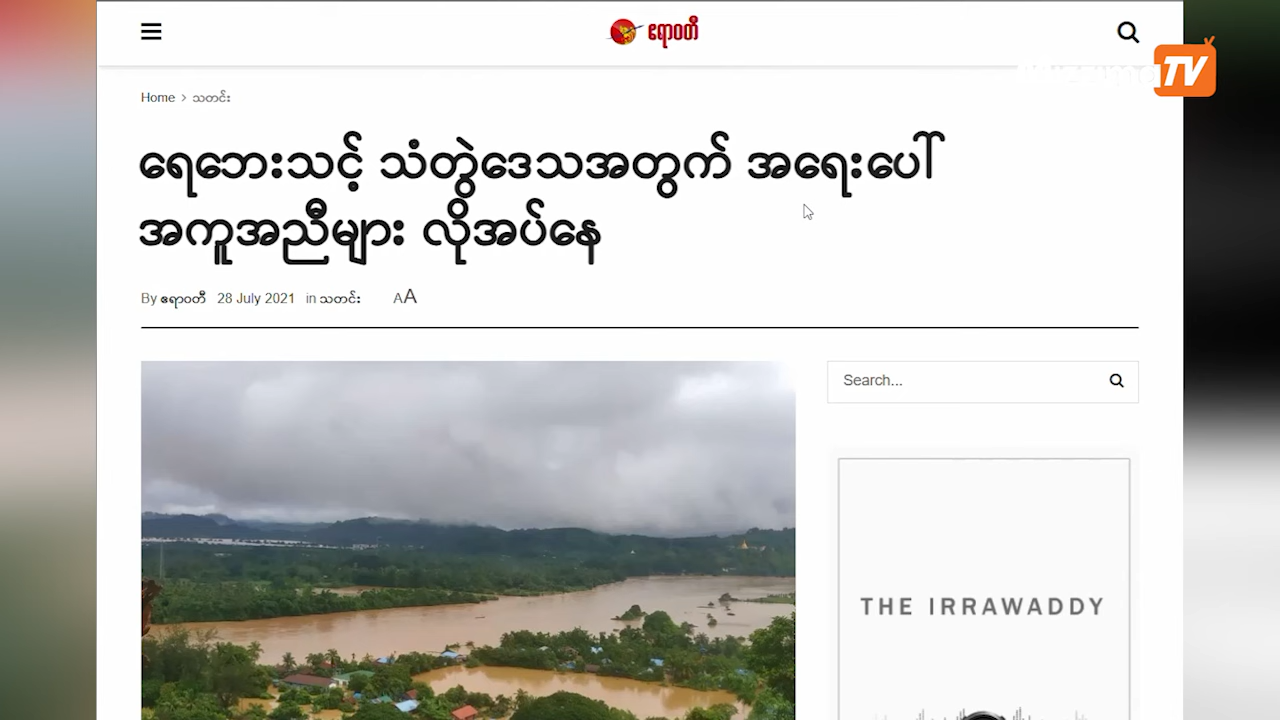 ဧရာဝတီ
TV
Home > သတင်း
ရေဘေးသင့် သံတွဲဒေသအတွက် အရေးပေါ်
အကူအညီများ လိုအပ်နေ
By ဧရာဝတီ 28 July 2021 in သတင်း AA
Search...
THE IRRAWADDY